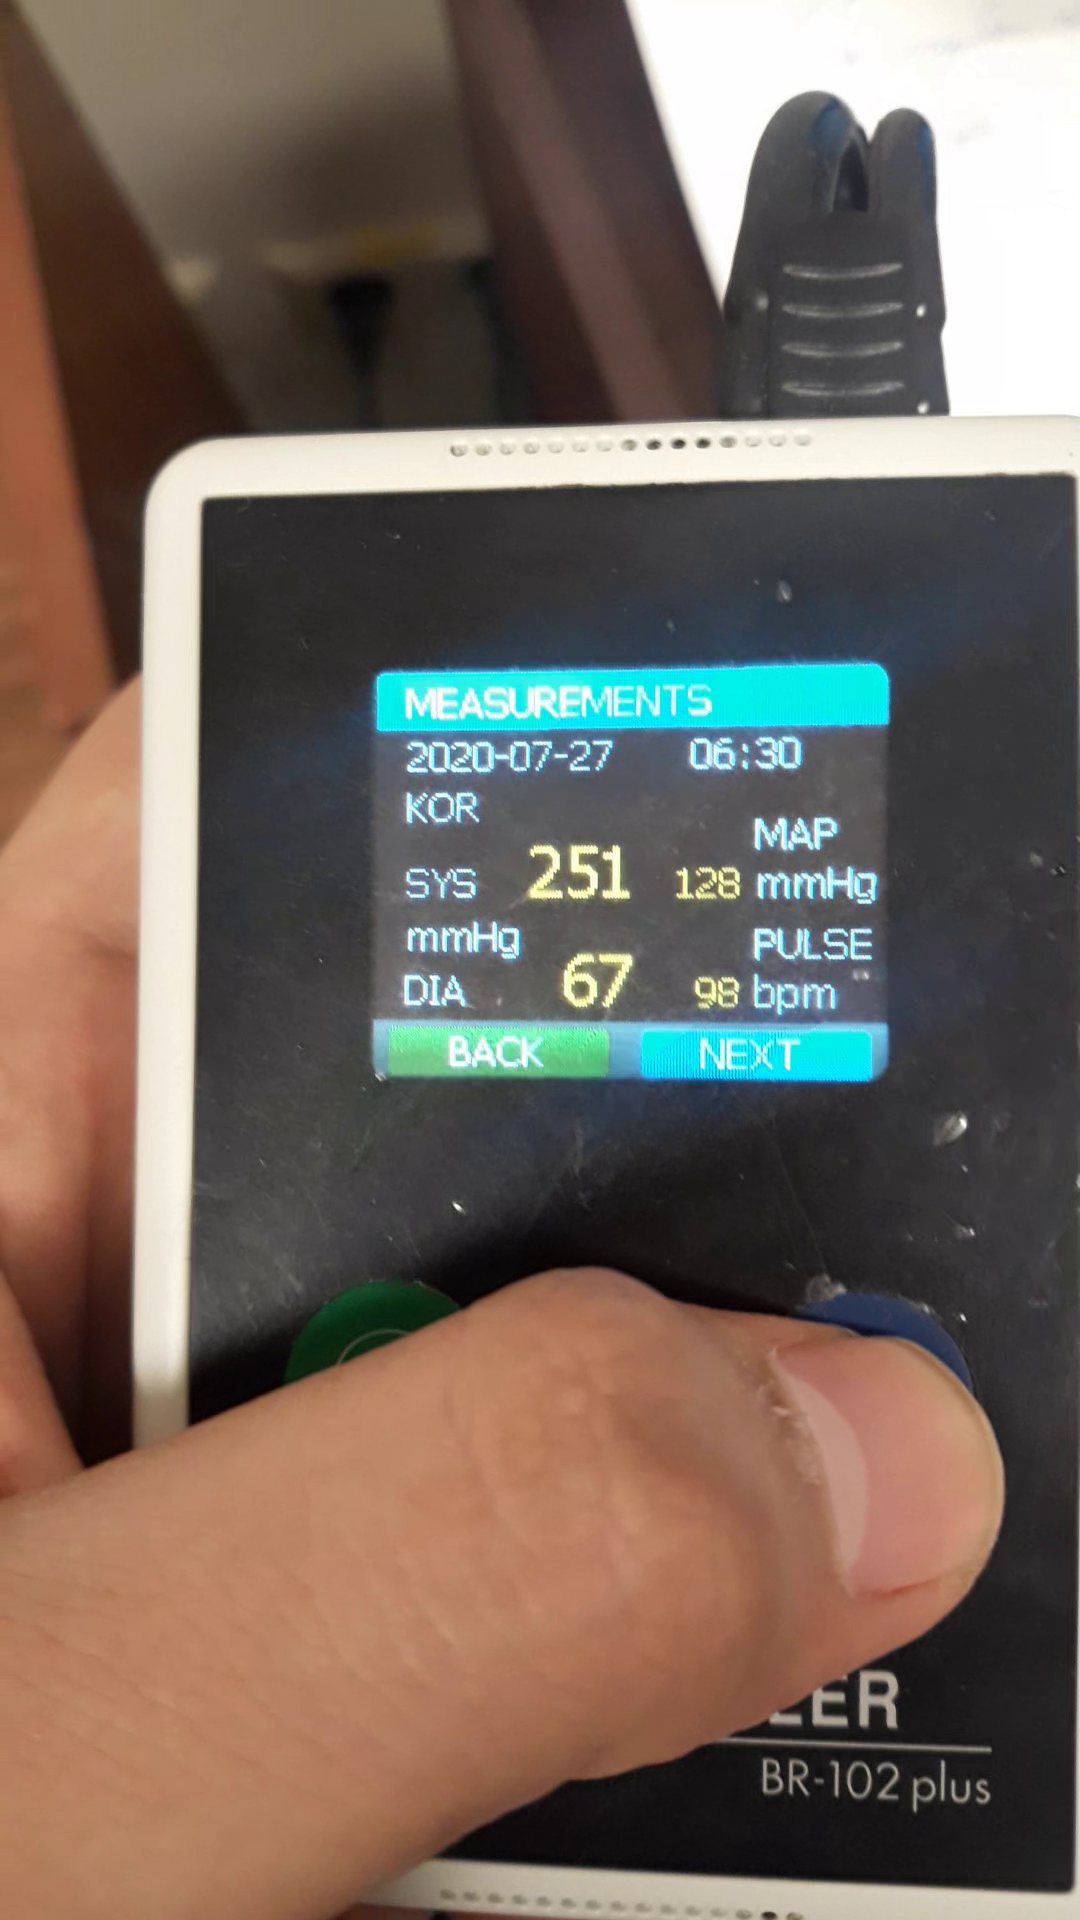 MEASUREMENTS
2020-07-27 06:30
KOR
MAP
SYS 251 128 mmHg
mmHg
PULSE
DIA 67 98 bpm
BACK NEXT
BR-102 plus